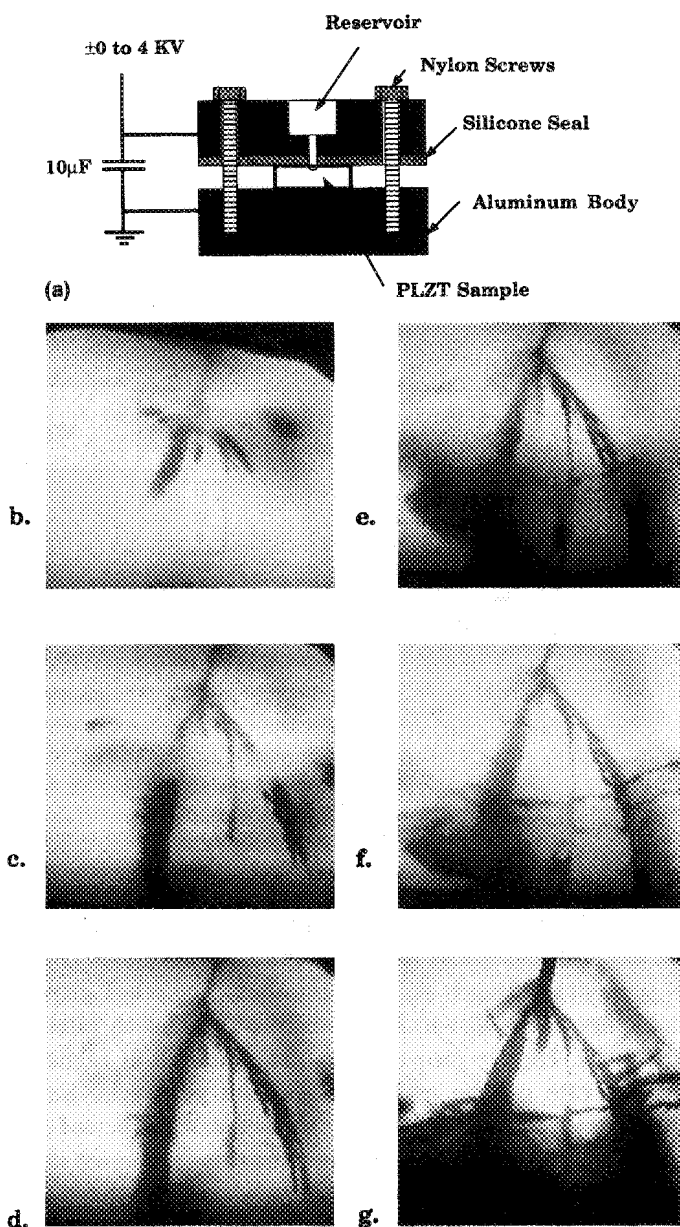 Reservoir
±0 to 4 KV
Nylon Screws
Silicone Seal
10µF
Aluminum Body
(a)
PLZT Sample
b.
e.
c.
f.
d.
g.